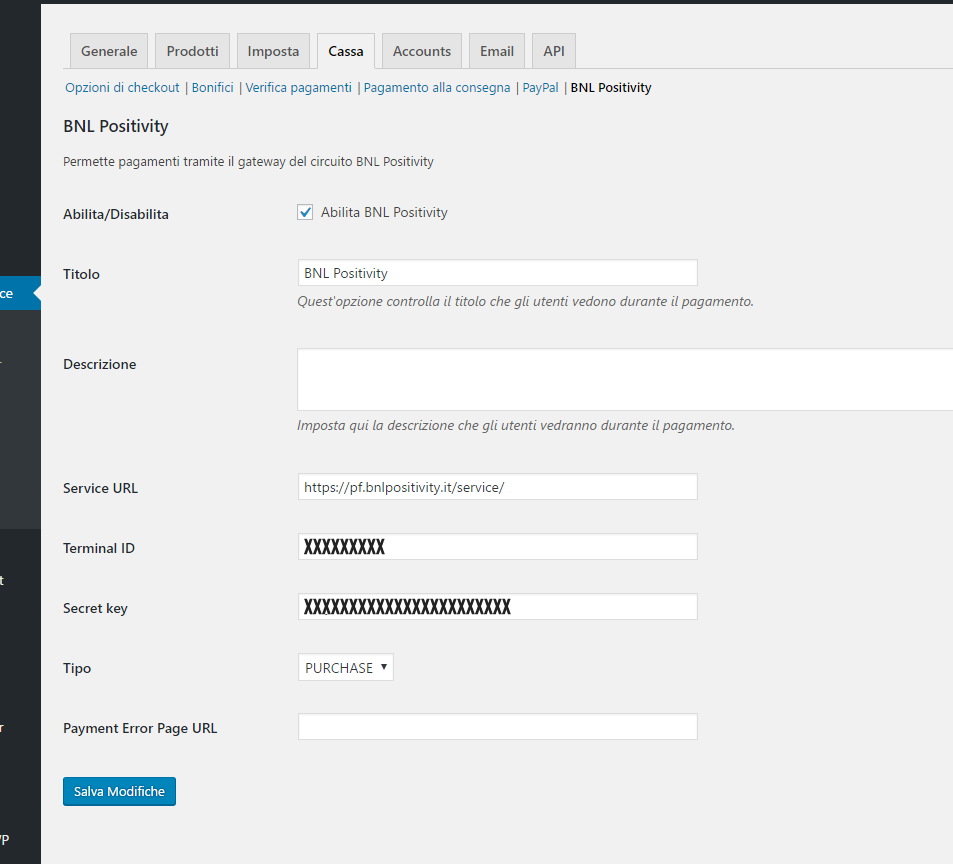 Generale Prodotti Imposta Cassa Accounts Email API
Opzioni di checkout | Bonifici | Verifica pagamenti | Pagamento alla consegna | PayPal | BNL Positivity
BNL Positivity
Permette pagamenti tramite il gateway del circuito BNL Positivity
Abilita/Disabilita Abilita BNL Positivity
ce
Titolo BNL Positivity
Quest'opzione controlla il titolo che gli utenti vedono durante il pagamento.
Descrizione
Imposta qui la descrizione che gli utenti vedranno durante il pagamento.
Service URL https://pf.bnlpositivity.it/service/
Terminal ID XXXXXXXXX
t
Secret key XXXXXXXXXXXXXXXXXXXXXXX
Tipo PURCHASE
Payment Error Page URL
r
Salva Modifiche